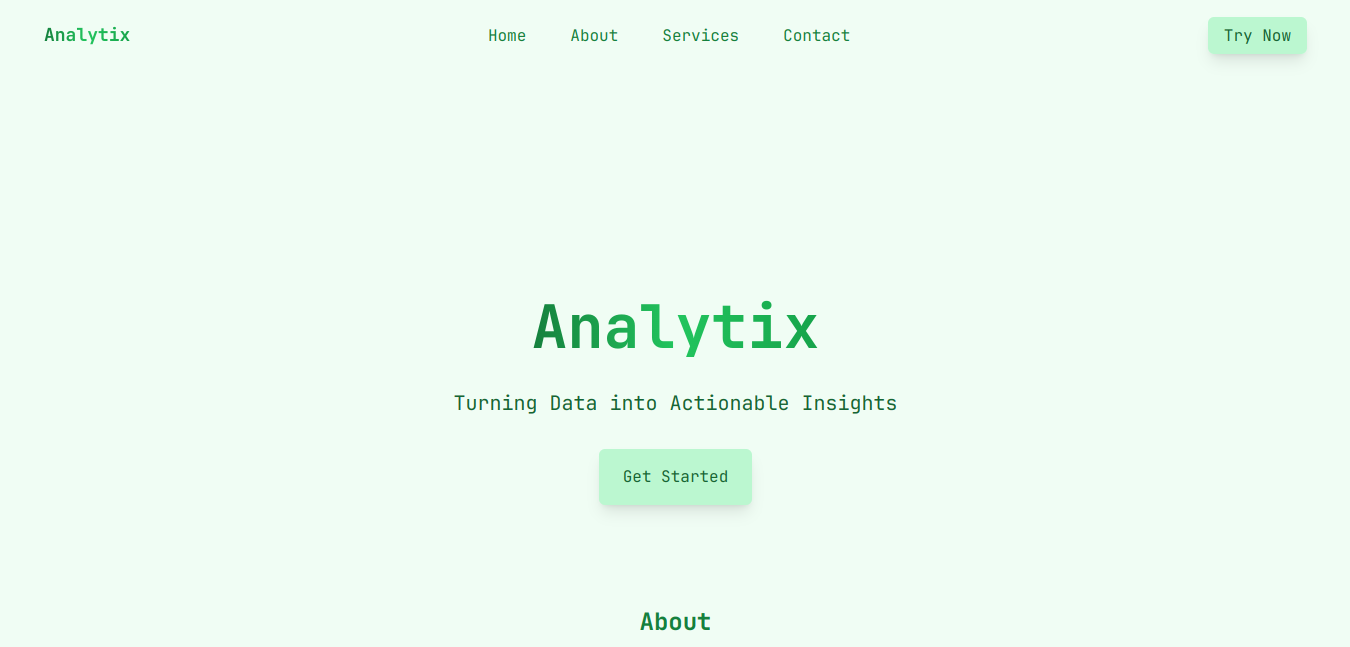 Analytix
Home About Services Contact
Try Now
Analytix
Turning Data into Actionable Insights
Get Started
About